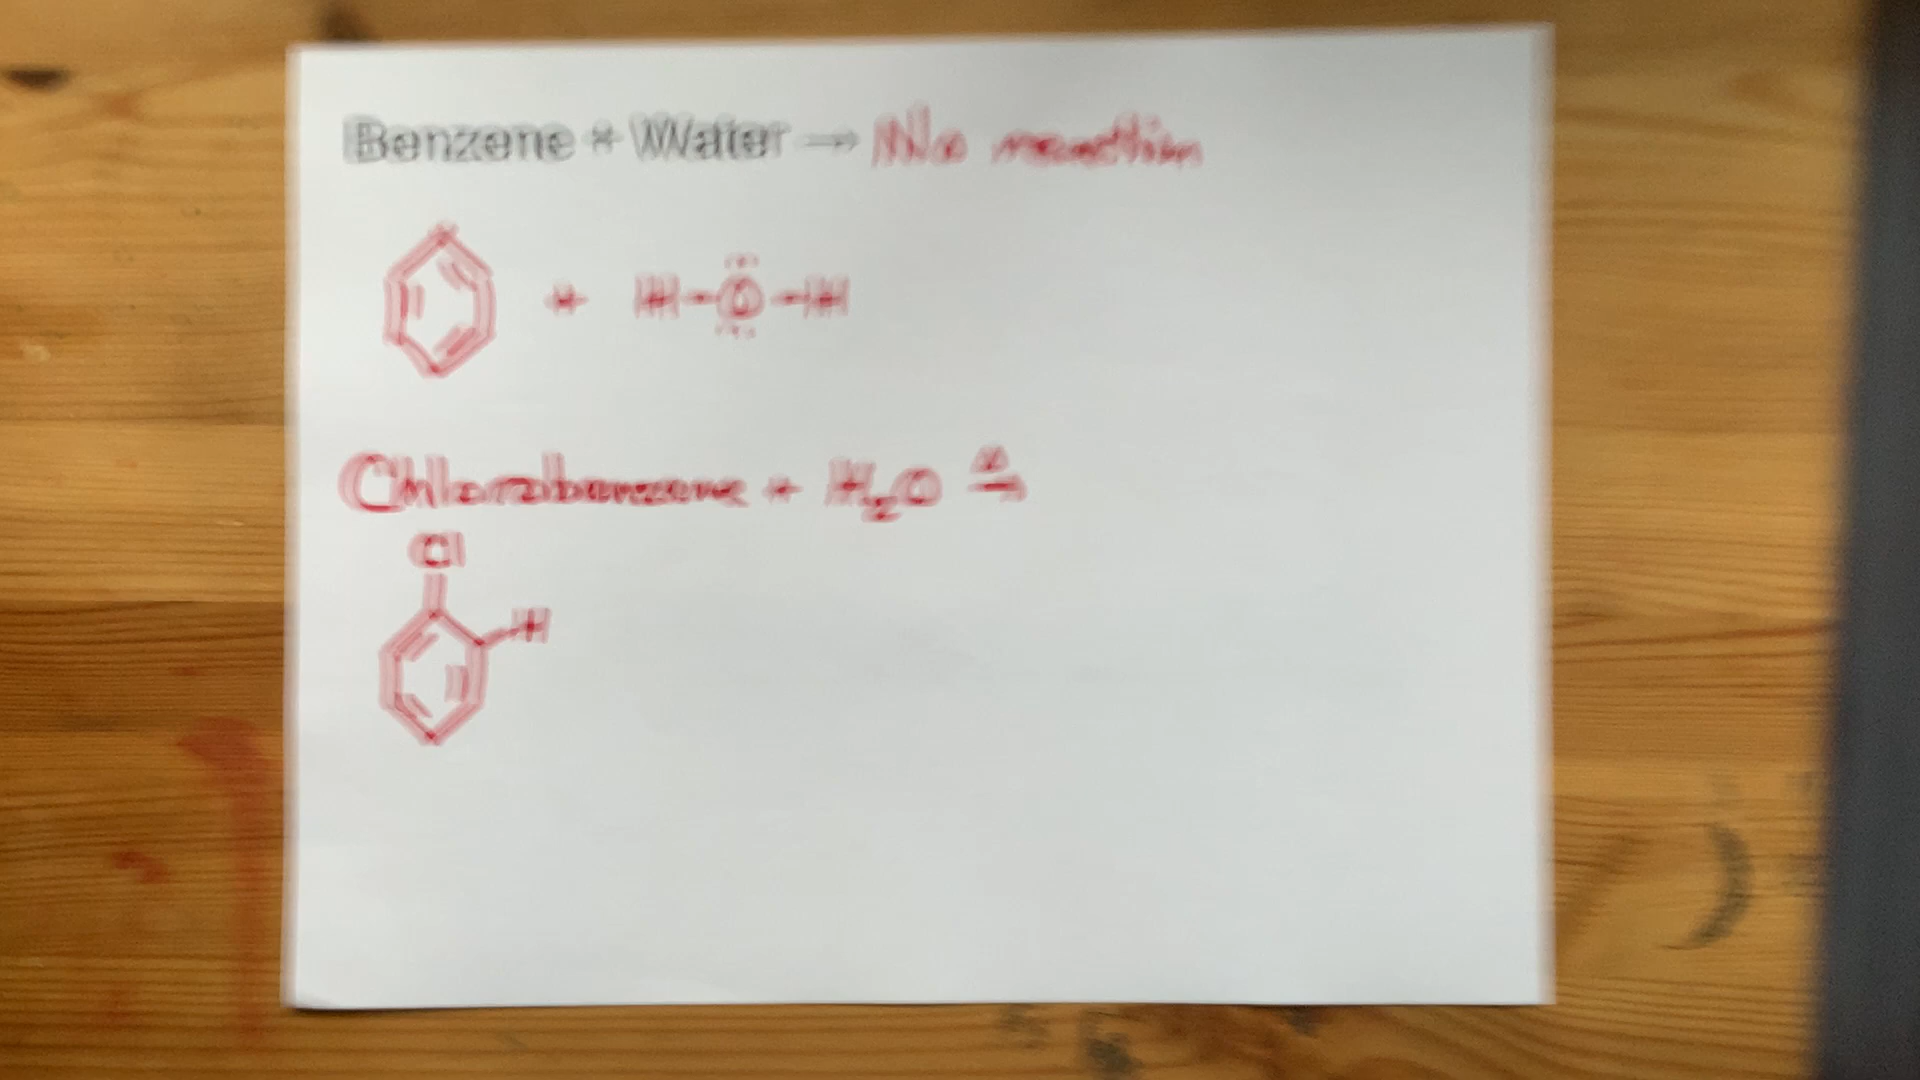 Benzene + Water → No reaction
+ H-O-H
Chlorobenzene + H₂O →
Cl
H